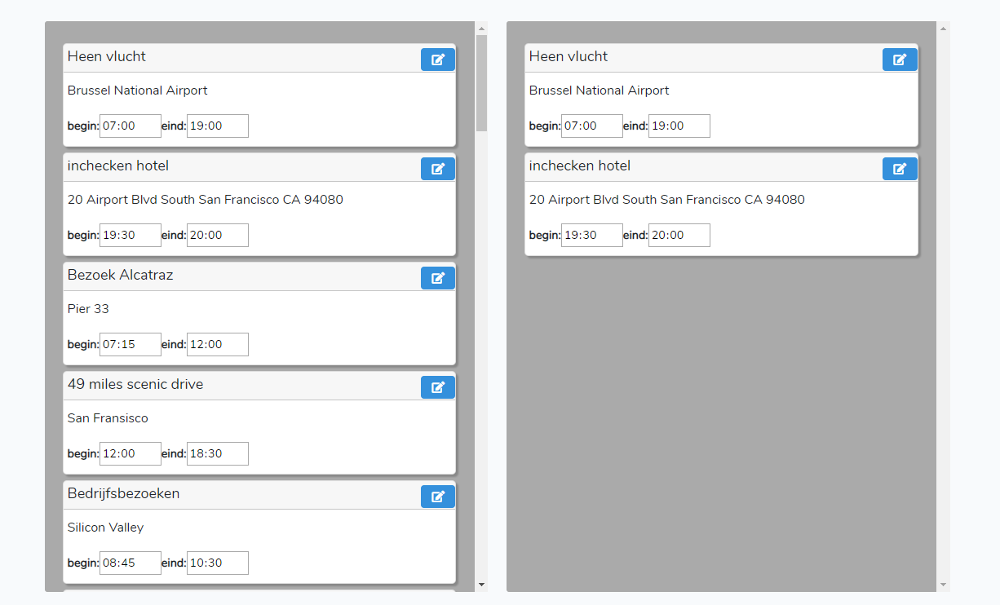 Heen vlucht
Brussel National Airport
begin: 07:00 eind: 19:00
inchecken hotel
20 Airport Blvd South San Francisco CA 94080
begin: 19:30 eind: 20:00
Bezoek Alcatraz
Pier 33
begin: 07:15 eind: 12:00
49 miles scenic drive
San Fransisco
begin: 12:00 eind: 18:30
Bedrijfsbezoeken
Silicon Valley
begin: 08:45 eind: 10:30
Heen vlucht
Brussel National Airport
begin: 07:00 eind: 19:00
inchecken hotel
20 Airport Blvd South San Francisco CA 94080
begin: 19:30 eind: 20:00